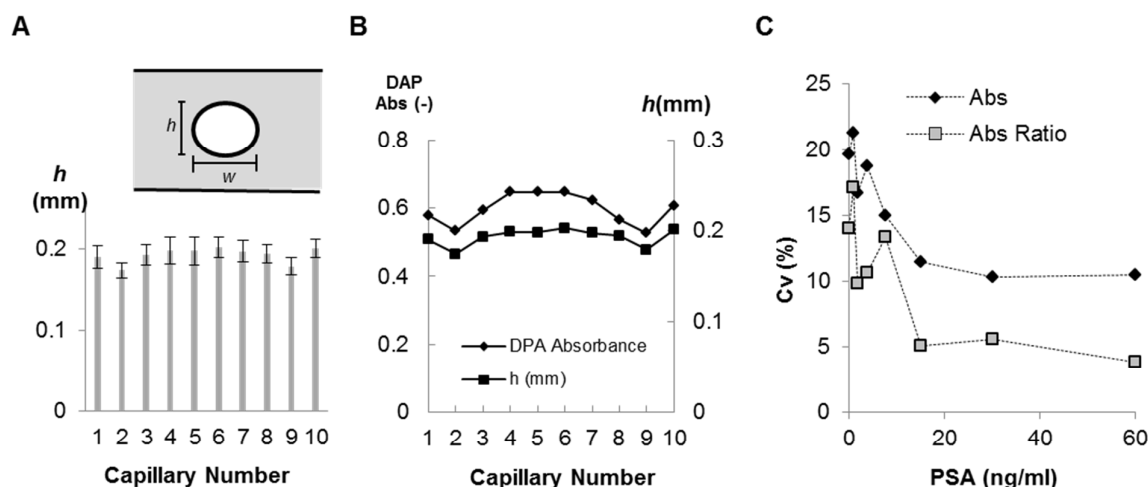 A
h
w
h
(mm)
0.2
0.1
0
1 2 3 4 5 6 7 8 9 10
Capillary Number
B
DAP
Abs (-)
h(mm)
0.8
0.6
0.4
0.2
0
0.3
0.2
0.1
0
DPA Absorbance
h (mm)
1 2 3 4 5 6 7 8 9 10
Capillary Number
C
Abs
Abs Ratio
Cv (%)
25
20
15
10
5
0
0 20 40 60
PSA (ng/ml)